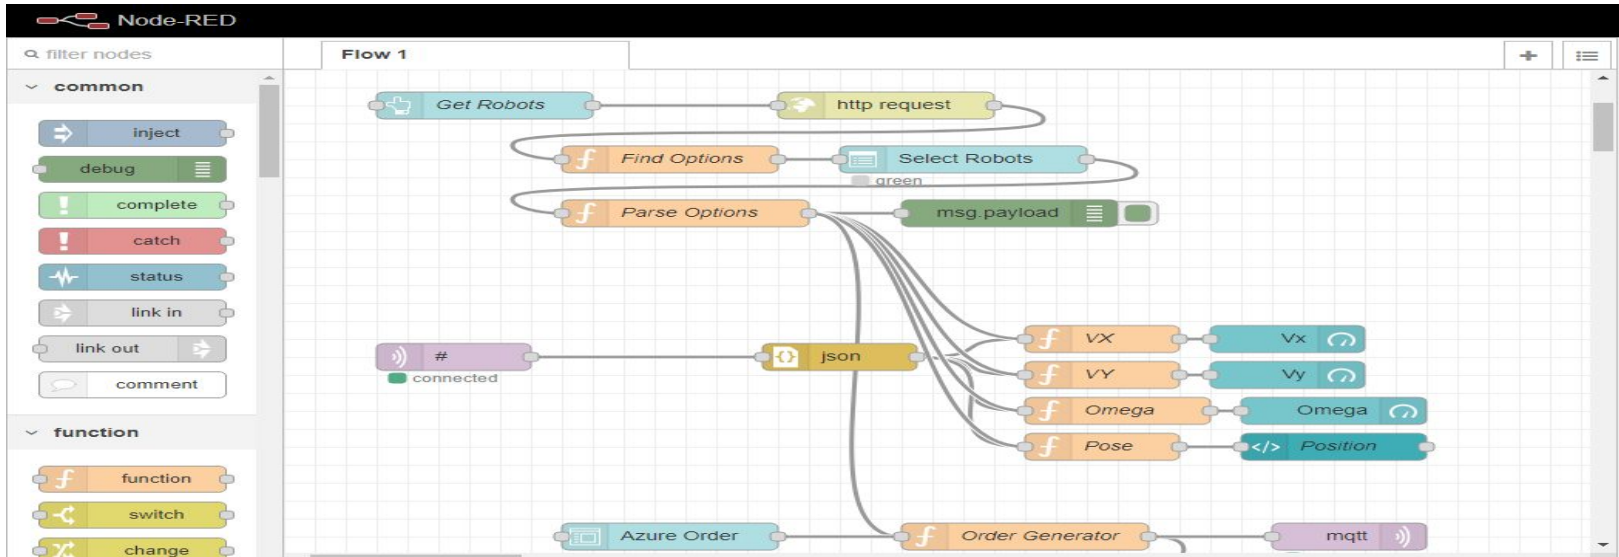 Node-RED
filter nodes
Flow 1
common
inject
debug
complete
catch
status
link in
link out
comment
function
function
switch
change
Get Robots
http request
Find Options
Select Robots
green
Parse Options
msg.payload
#
connected
json
VX
Vx
VY
Vy
Omega
Omega
Pose
Position
Azure Order
Order Generator
mqtt